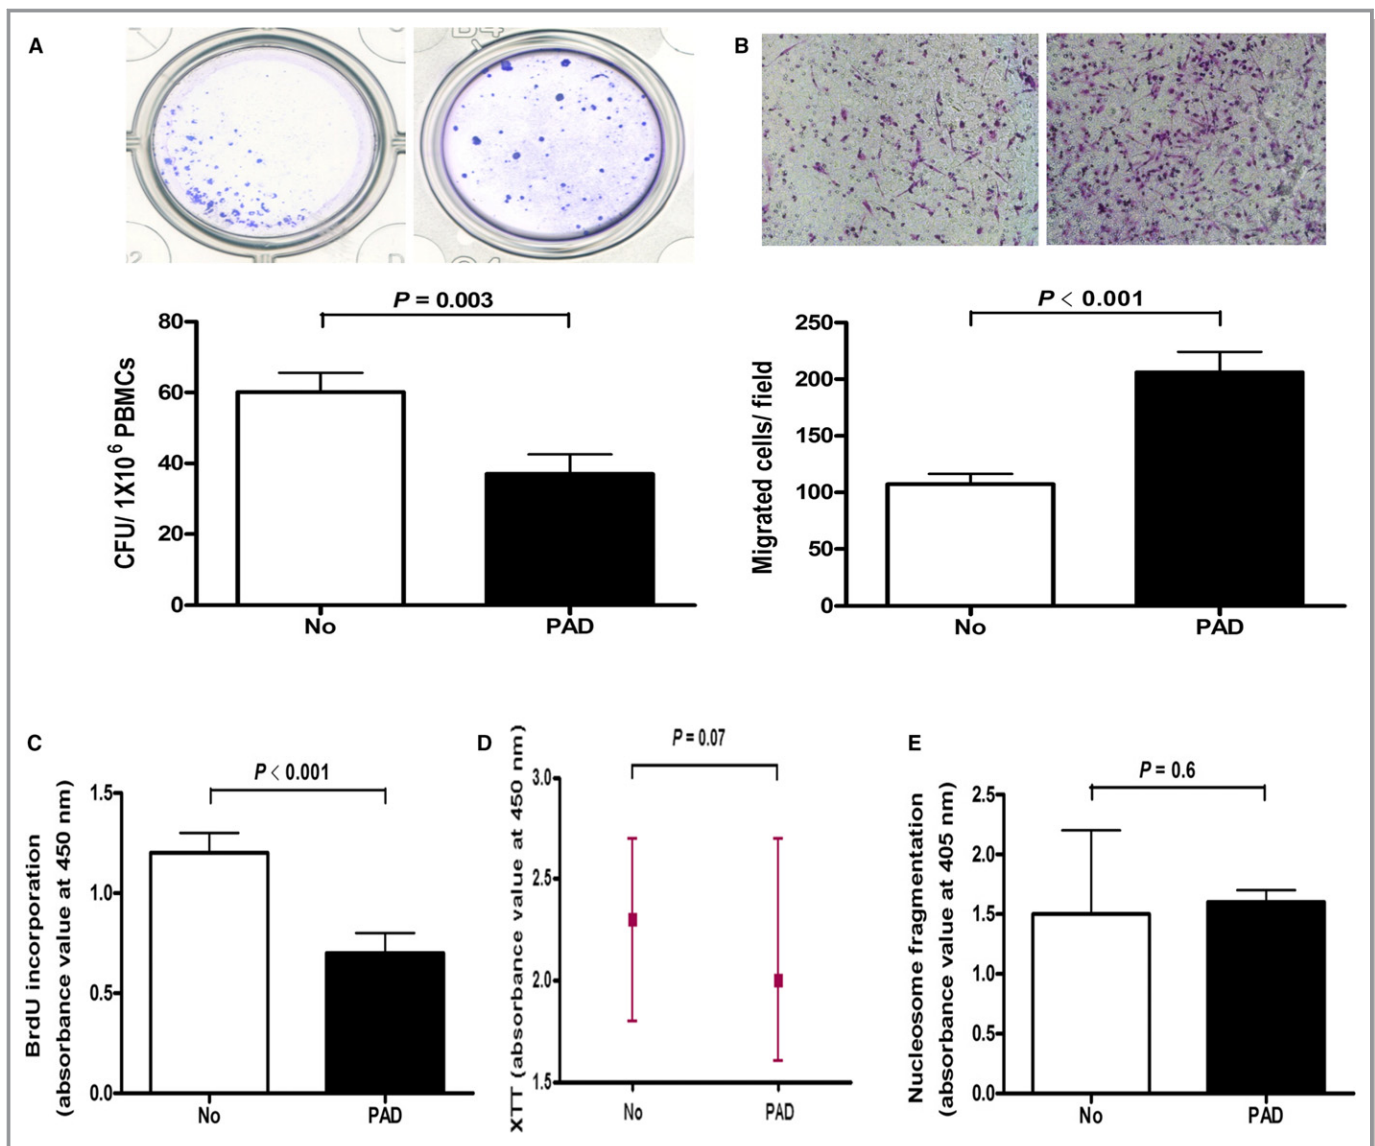 A
B
B4
P = 0.003
80
60
40
20
0
CFU/ 1X10⁶ PBMCs
No
PAD
P < 0.001
250
200
150
100
50
0
Migrated cells/ field
No
PAD
C
P < 0.001
1.5
1.0
0.5
0.0
BrdU incorporation
(absorbance value at 450 nm)
No
PAD
D
P = 0.07
3.0
2.5
2.0
1.5
XTT (absorbance value at 450 nm)
No
PAD
E
P = 0.6
2.5
2.0
1.5
1.0
0.5
0.0
Nucleosome fragmentation
(absorbance value at 405 nm)
No
PAD